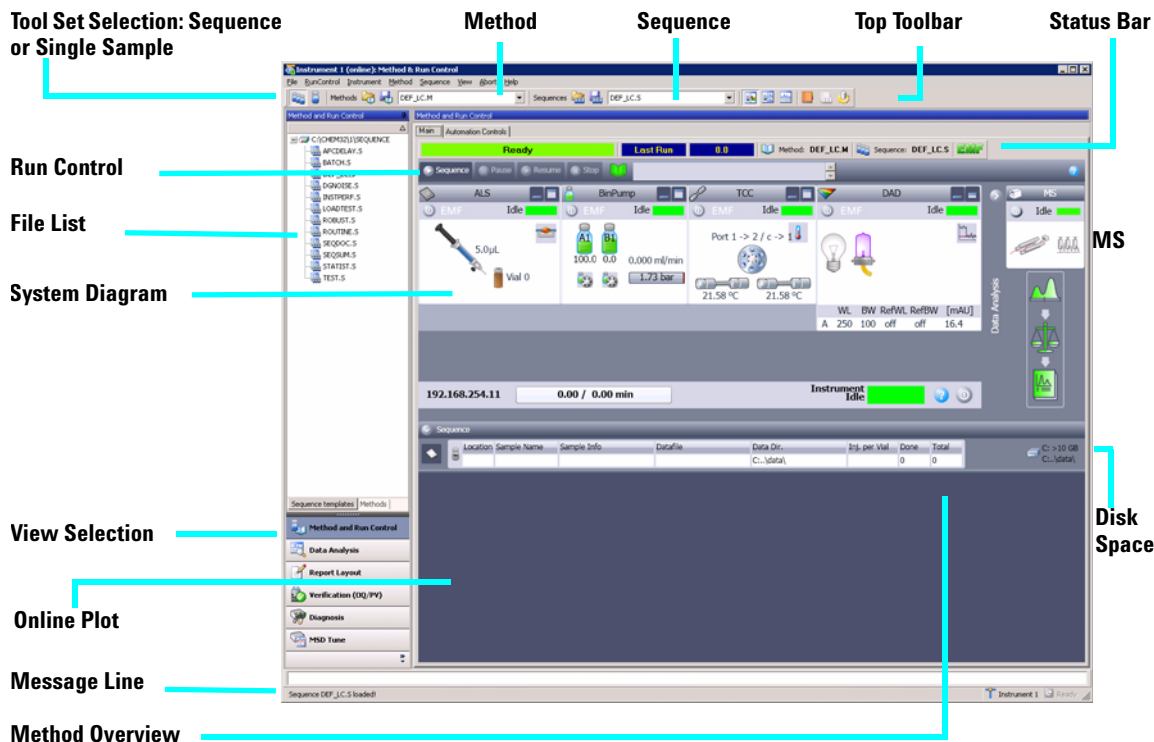 Tool Set Selection: Sequence
or Single Sample
Method
Sequence
Top Toolbar
Status Bar
Instrument 1 (online): Method & Run Control
File RunControl Instrument Method Sequence View Abort Help
Methods DEF_LC.M Sequences DEF_LC.S
Method and Run Control
Method and Run Control
Main Automation Controls
C:\CHEM32\1\SEQUENCE
APCDELAY.S
BATCH.S
DEF_LC.S
DGNOISE.S
INSTPERF.S
LOADTEST.S
ROBUST.S
ROUTINE.S
SEQDOC.S
SEQSUM.S
STATIST.S
TEST.S
Ready Last Run 0.0 Method: DEF_LC.M Sequence: DEF_LC.S
Run Control
Sequence Pause Resume Stop
ALS BinPump TCC DAD MS
EMF Idle EMF Idle EMF Idle EMF Idle Idle
File List
MS
5.0µL
Vial 0
A1 B1
100.0 0.0 0.000 ml/min
1.73 bar
Port 1 -> 2 / c -> 1
21.58 °C 21.58 °C
System Diagram
Data Analysis
WL BW RefWL RefBW [mAU]
A 250 100 off off 16.4
192.168.254.11 0.00 / 0.00 min
Instrument
Idle
Sequence
Location Sample Name Sample Info Datafile Data Dir. Inj. per Vial Done Total
C:..\data\ 0 0
C: >10 GB
C:..\data\
Disk
Space
Sequence templates Methods
View Selection
Method and Run Control
Data Analysis
Report Layout
Verification (OQ/PV)
Diagnosis
MSD Tune
Online Plot
Message Line
Sequence DEF_LC.S loaded!
Instrument 1 Ready
Method Overview